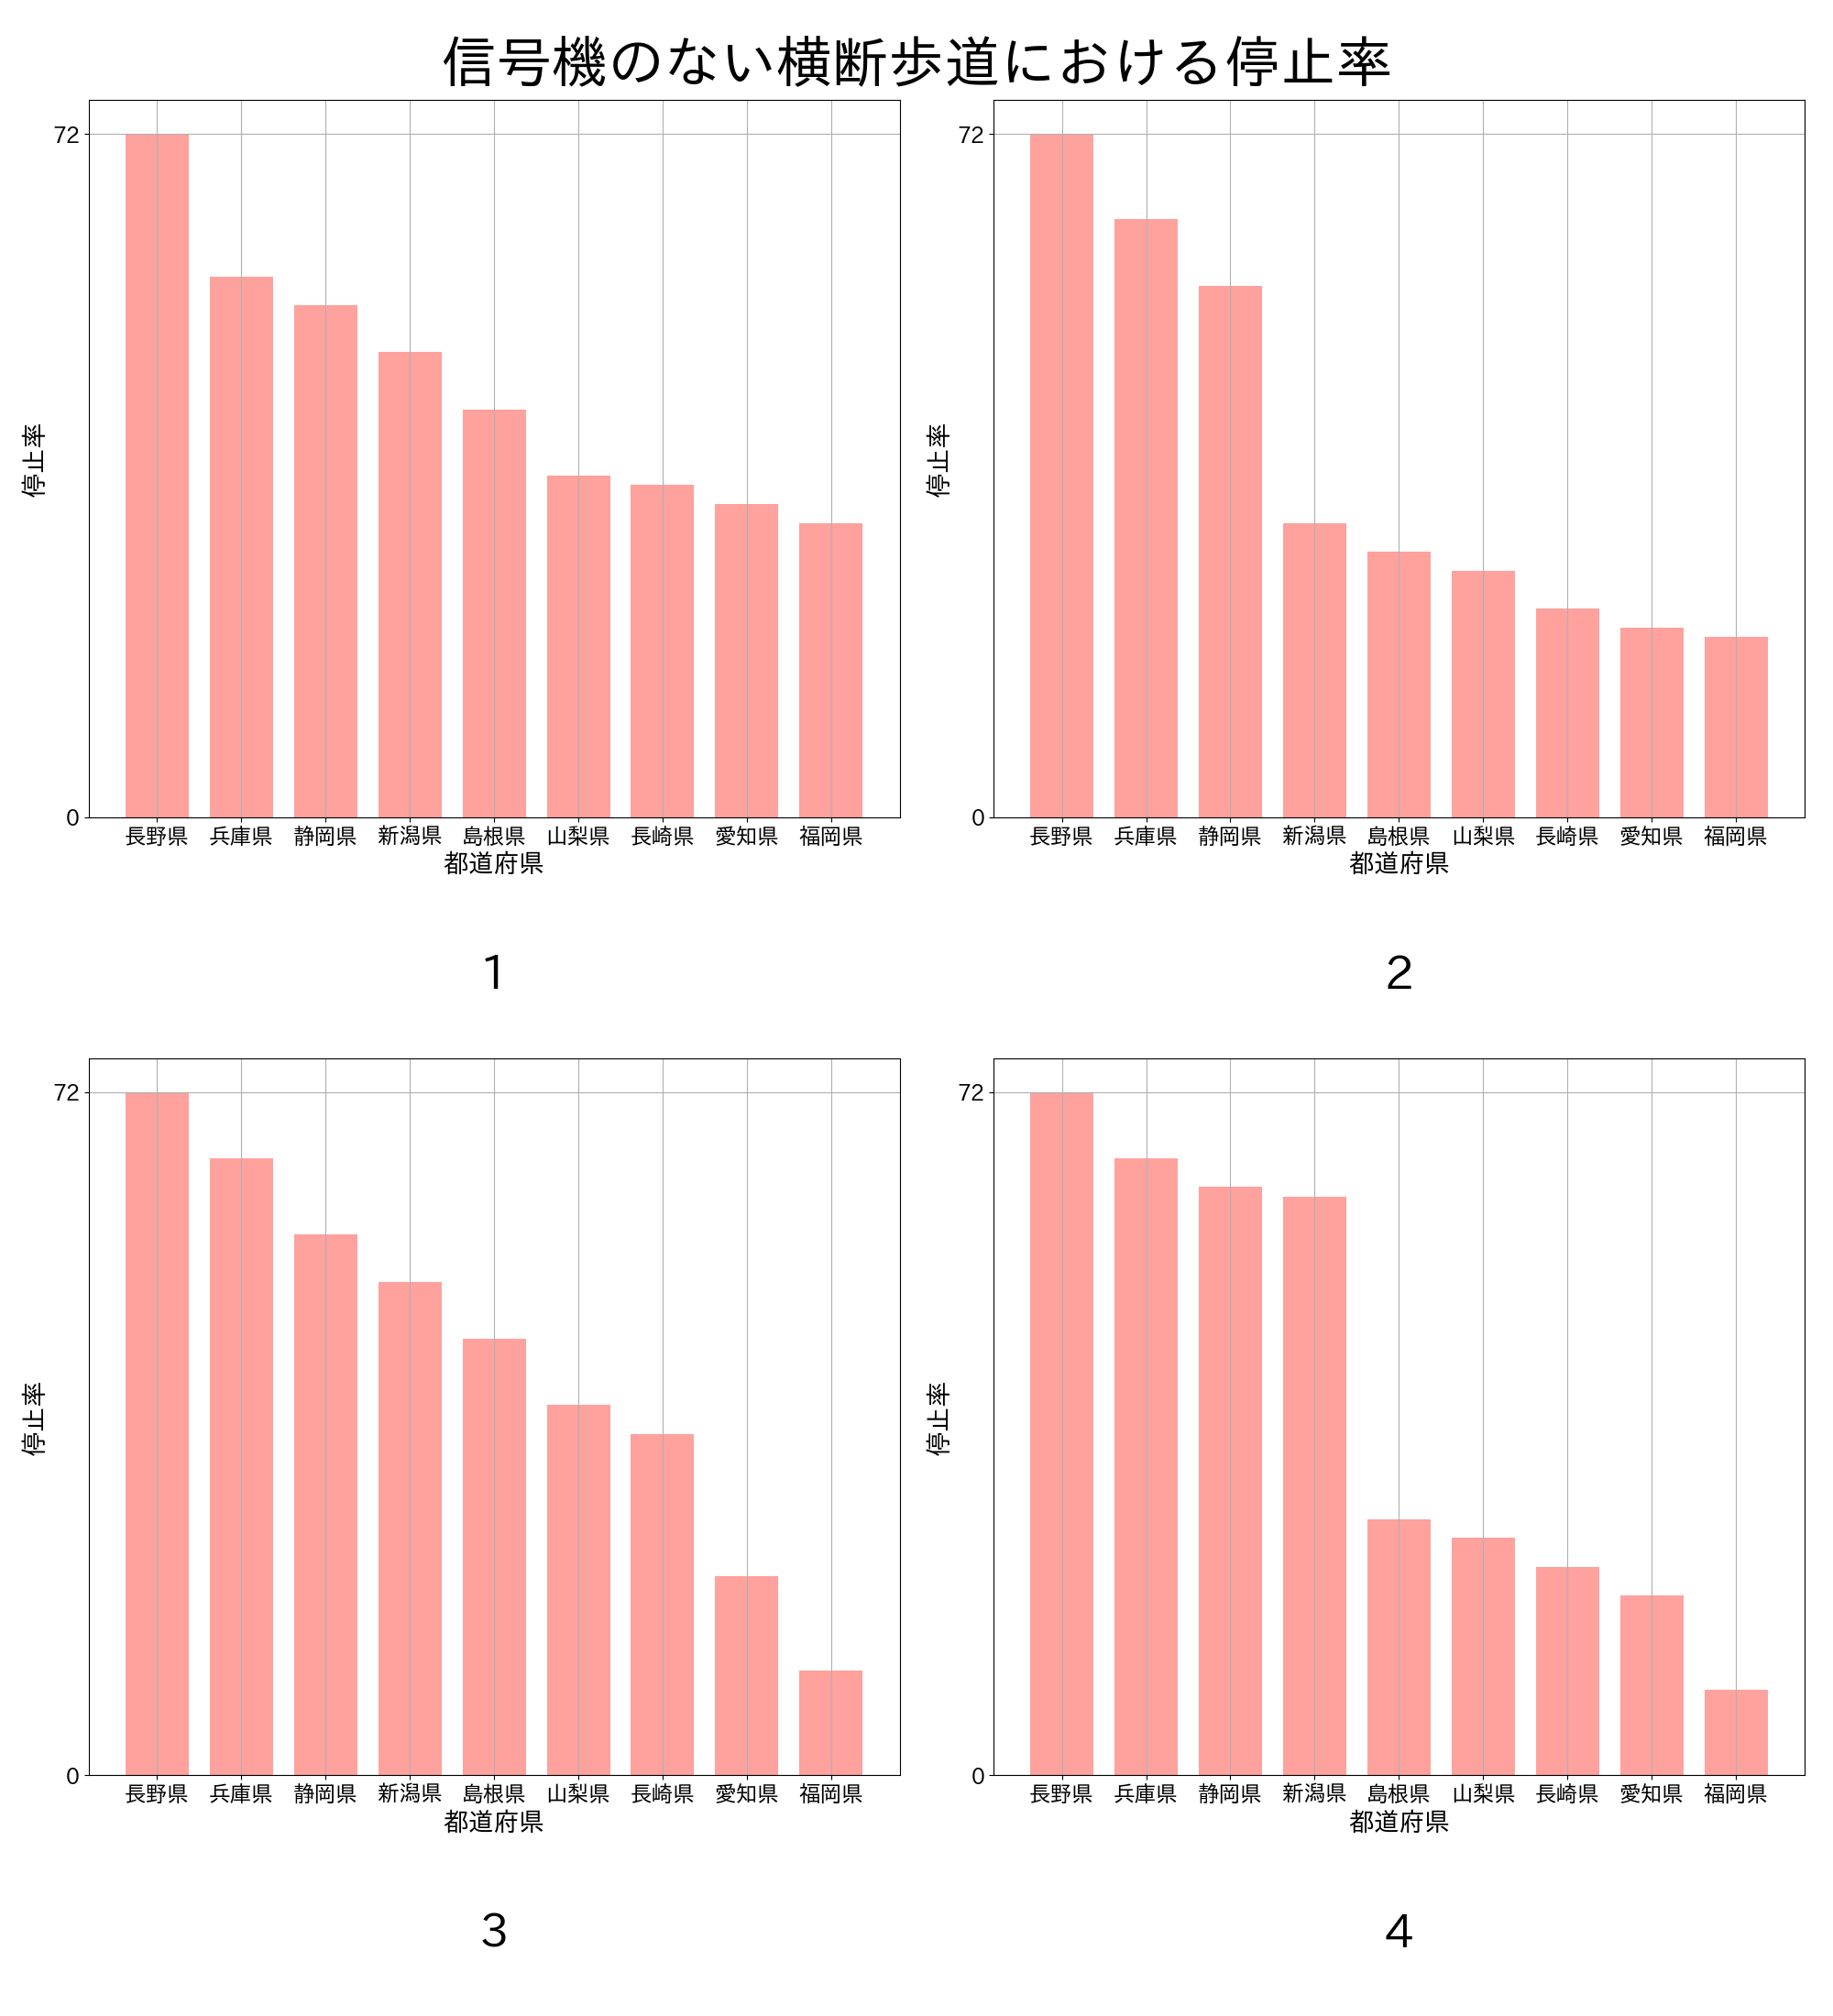 信号機のない横断歩道における停止率
72
停止率
0
長野県 兵庫県 静岡県 新潟県 島根県 山梨県 長崎県 愛知県 福岡県
都道府県
1
72
停止率
0
長野県 兵庫県 静岡県 新潟県 島根県 山梨県 長崎県 愛知県 福岡県
都道府県
2
72
停止率
0
長野県 兵庫県 静岡県 新潟県 島根県 山梨県 長崎県 愛知県 福岡県
都道府県
3
72
停止率
0
長野県 兵庫県 静岡県 新潟県 島根県 山梨県 長崎県 愛知県 福岡県
都道府県
4